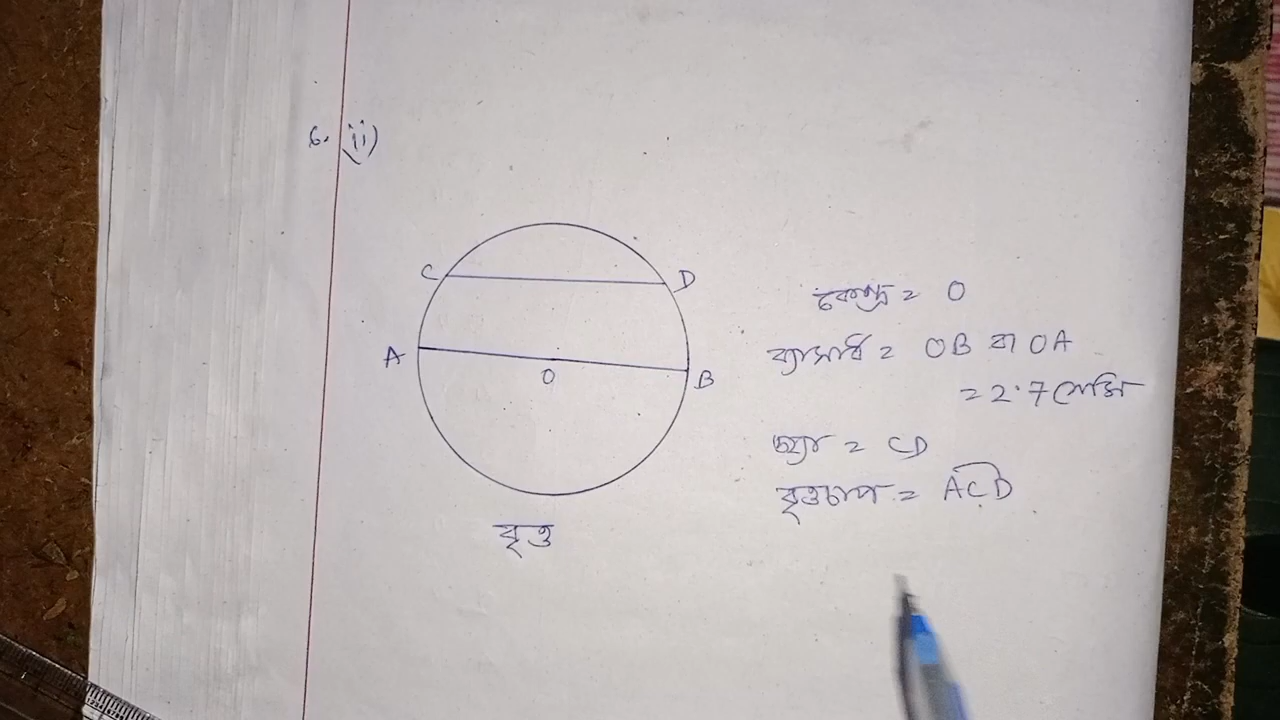 6. ii)
C
D
A
O
B
বৃত্ত
কেন্দ্র = O
ব্যাসার্ধ = OB বা OA
= 2.7 সেমি
জ্যা = CD
বৃত্তচাপ = ACD